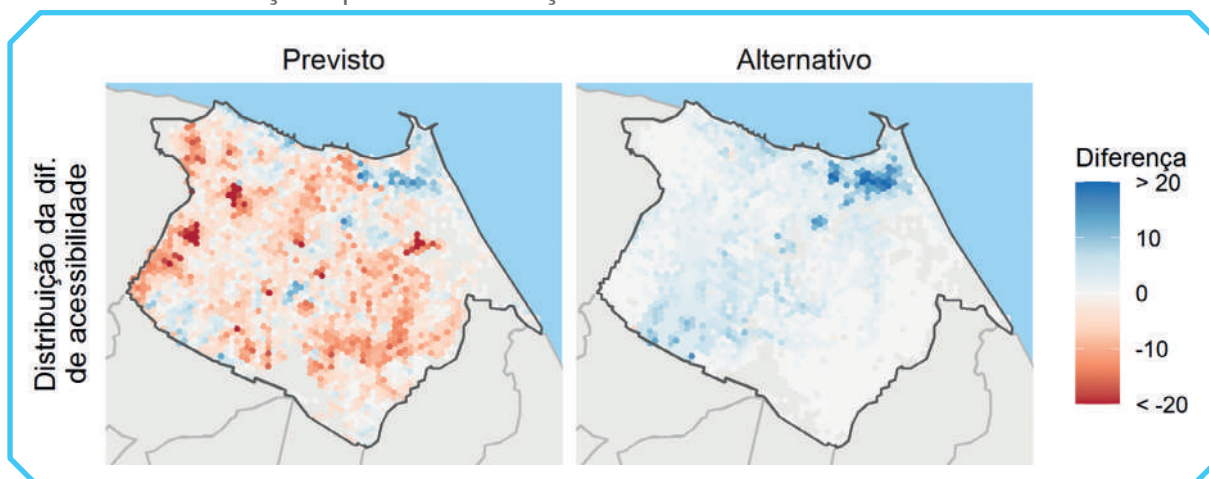 Previsto
Alternativo
Distribuição da dif.
de acessibilidade
Diferença
> 20
10
0
-10
< -20